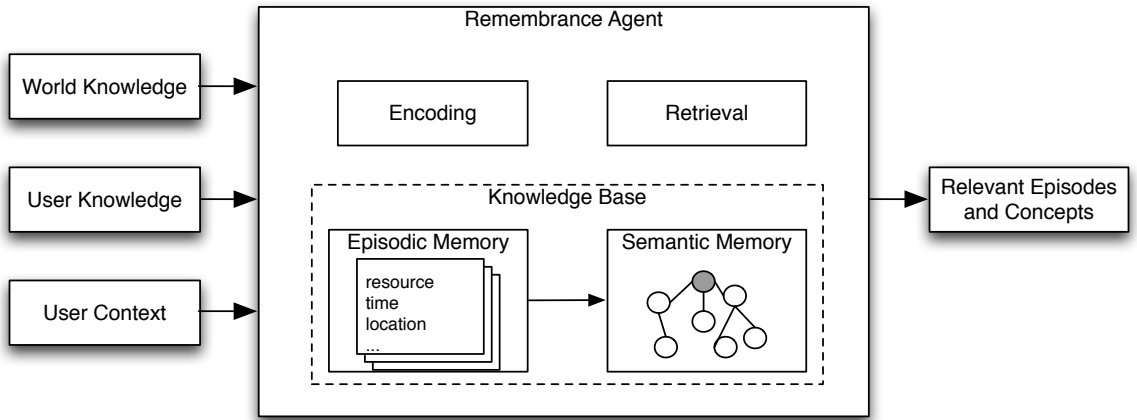 Remembrance Agent
World Knowledge
User Knowledge
User Context
Encoding
Retrieval
Knowledge Base
Episodic Memory
resource
time
location
...
Semantic Memory
Relevant Episodes
and Concepts